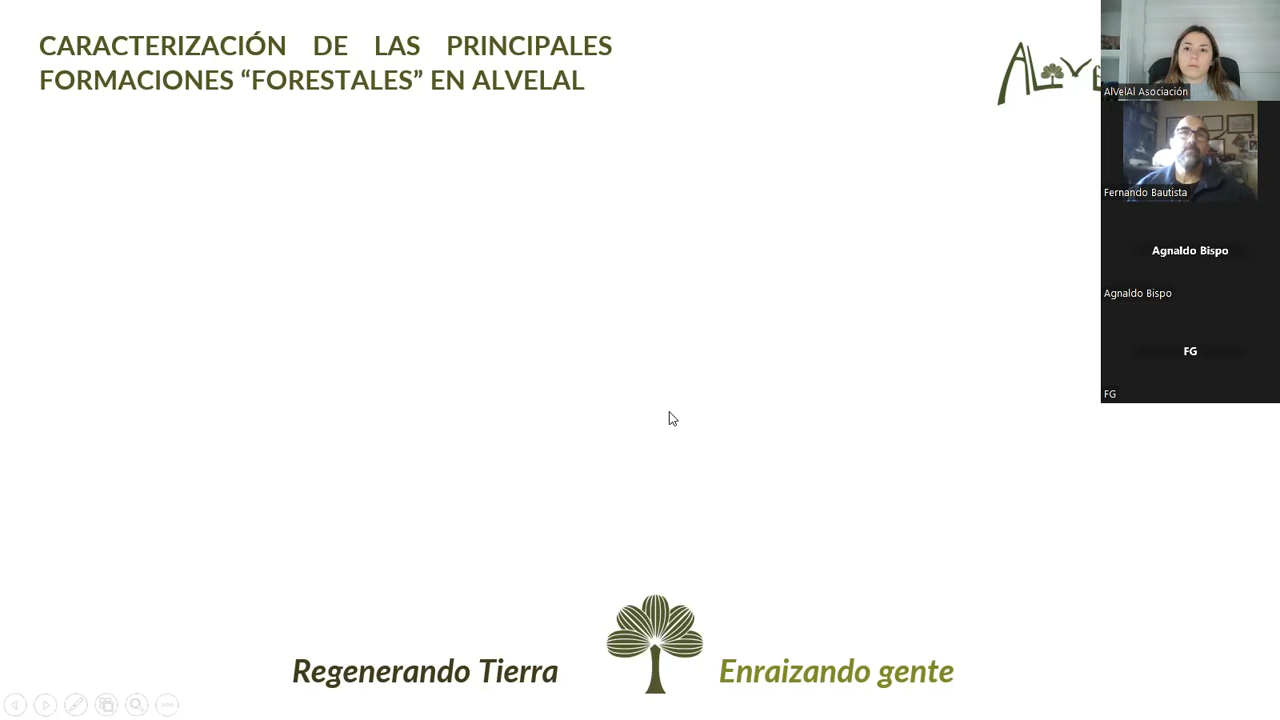 CARACTERIZACIÓN DE LAS PRINCIPALES
FORMACIONES “FORESTALES” EN ALVELAL
ALVE
AlVelAl Asociación
Fernando Bautista
Agnaldo Bispo
Agnaldo Bispo
FG
FG
Regenerando Tierra
Enraizando gente